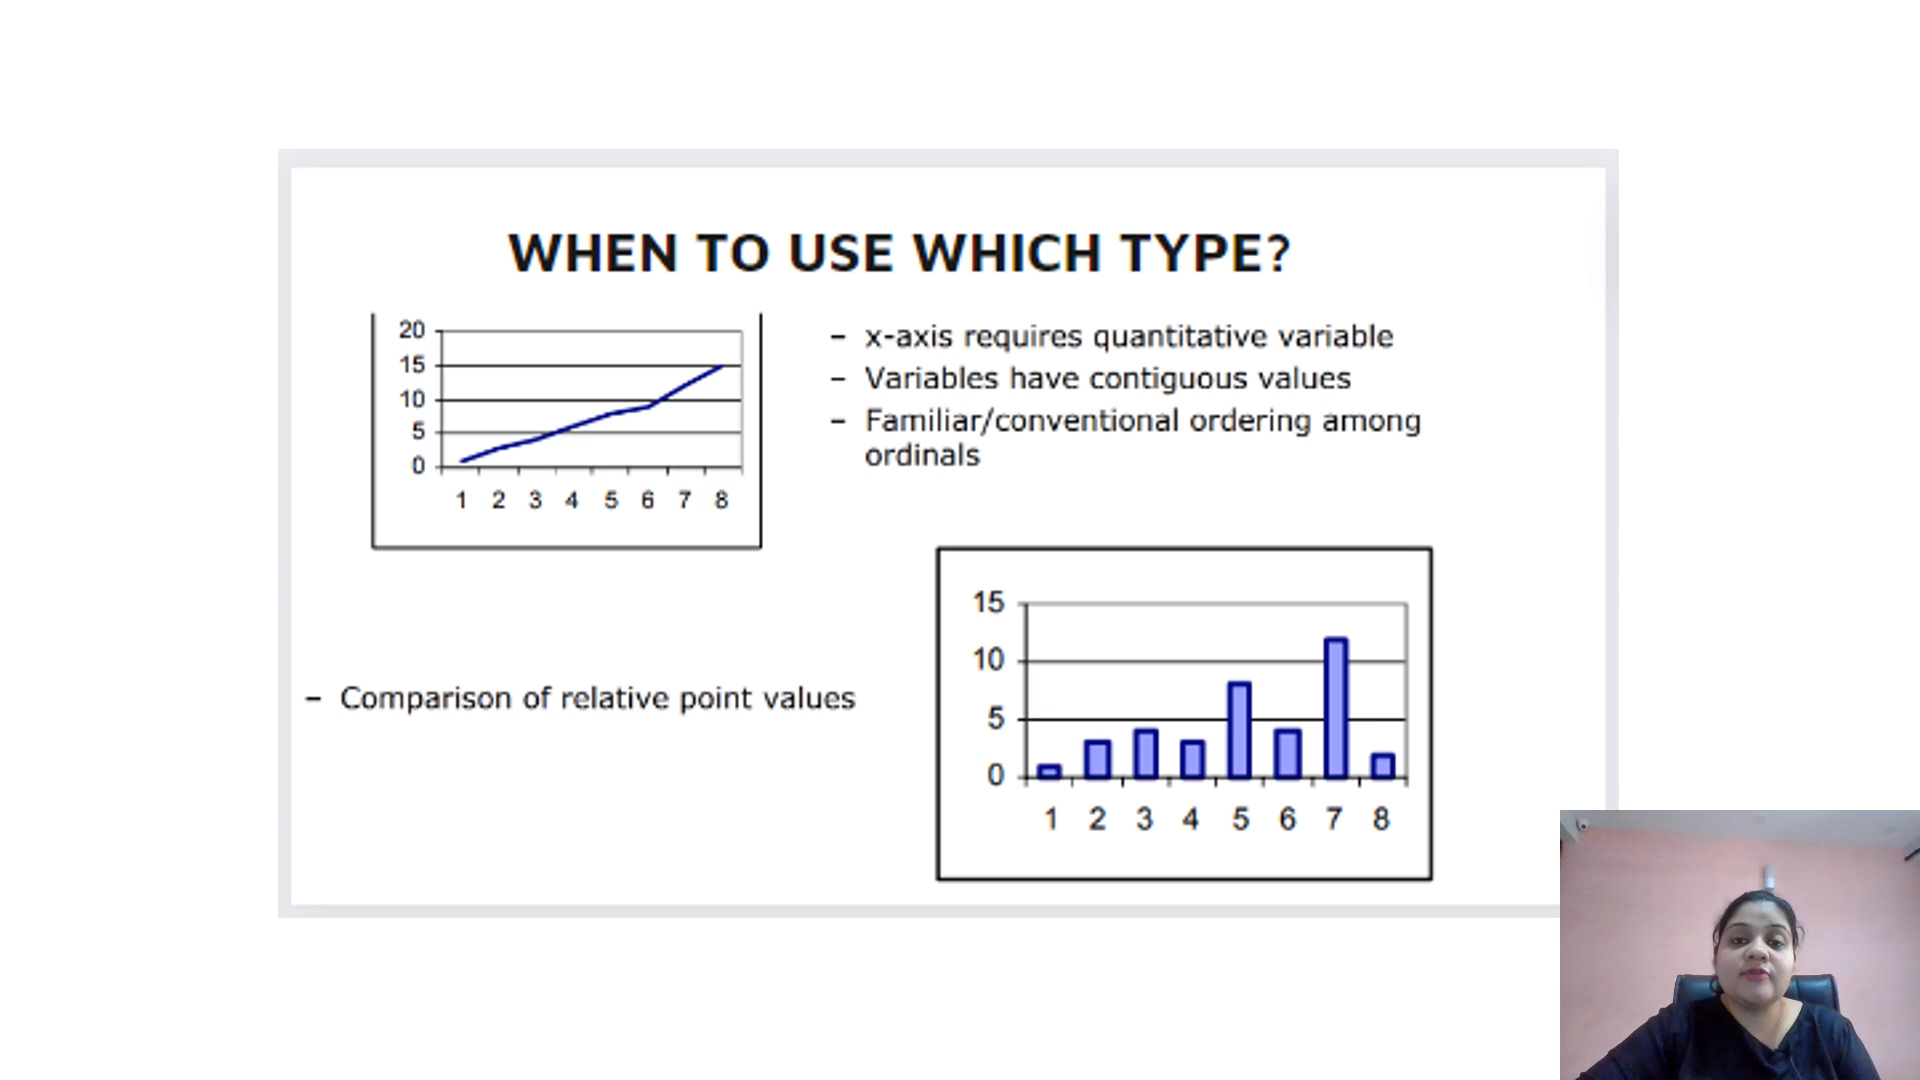 WHEN TO USE WHICH TYPE?
20
15
10
5
0
1 2 3 4 5 6 7 8
– x-axis requires quantitative variable
– Variables have contiguous values
– Familiar/conventional ordering among
ordinals
– Comparison of relative point values
15
10
5
0
1 2 3 4 5 6 7 8